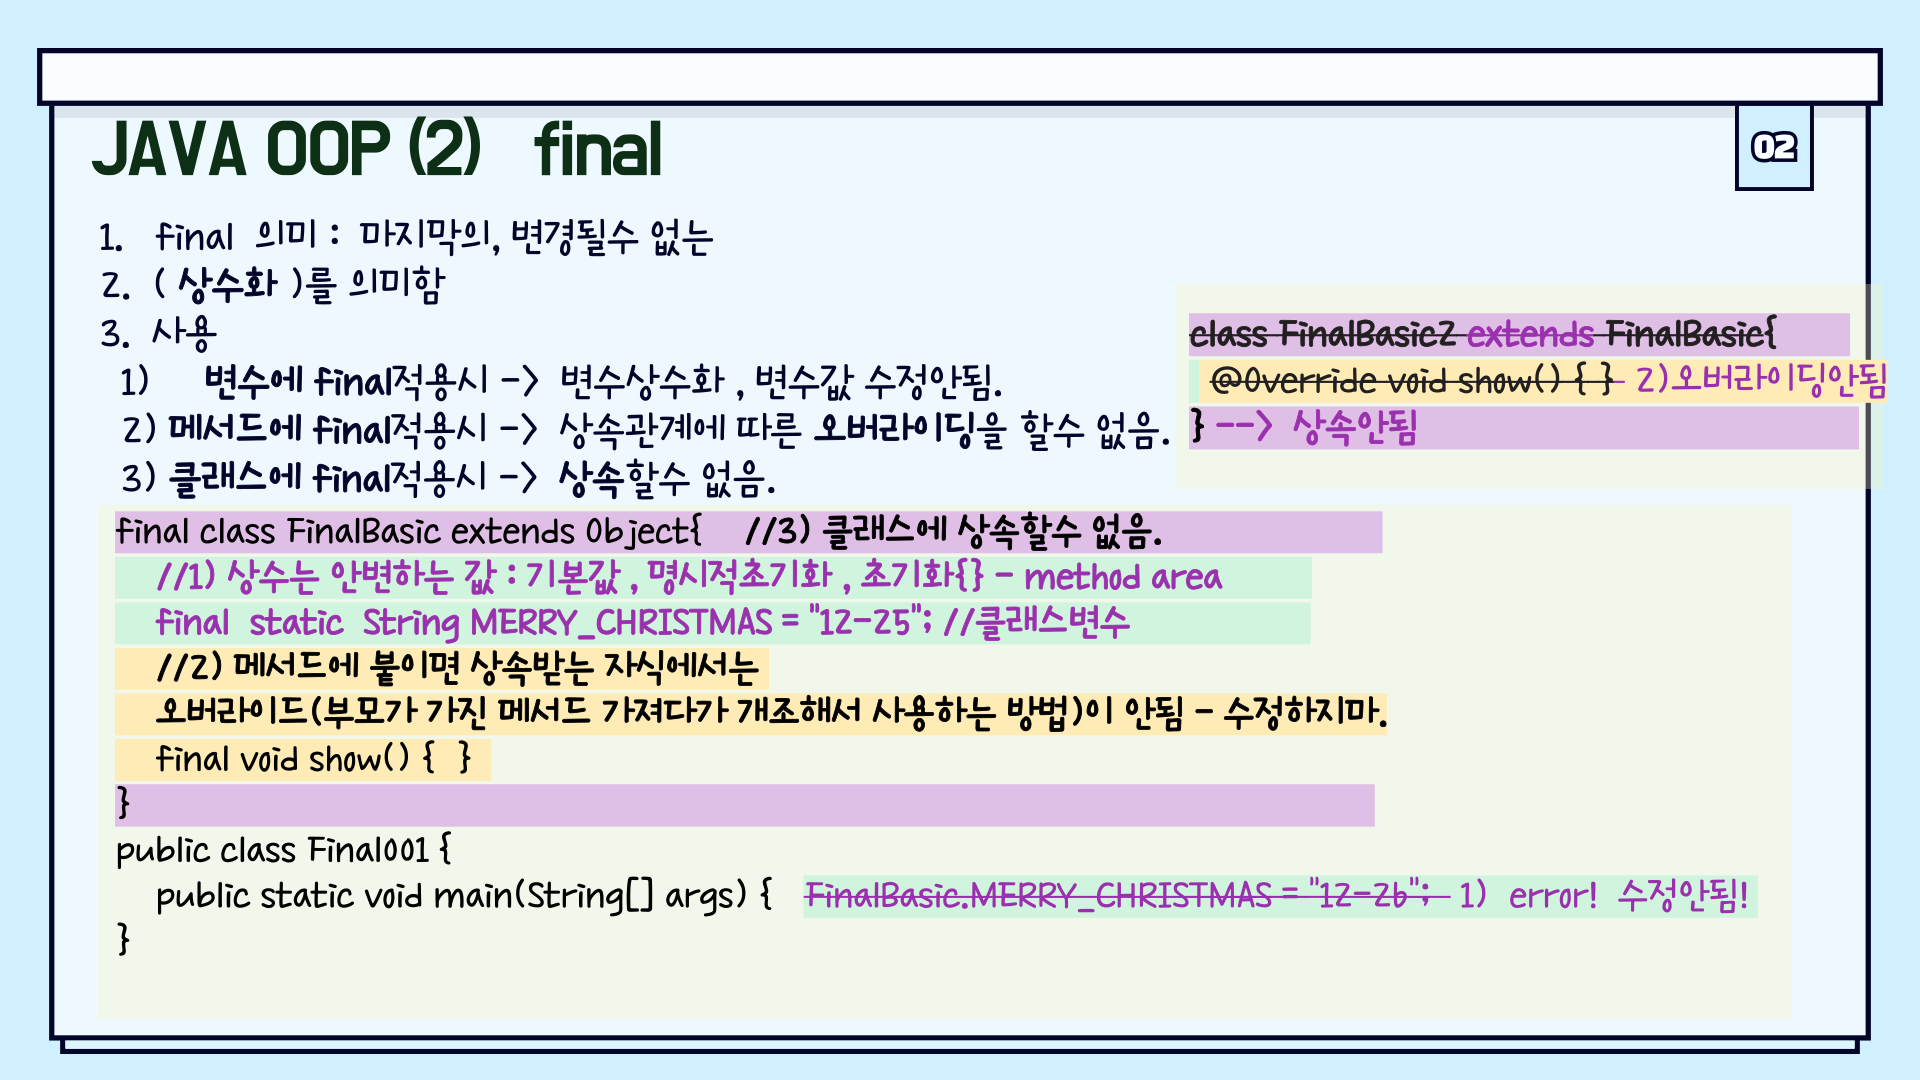 JAVA OOP (2)   final
02
1. final 의미 : 마지막의, 변경될수 없는
2. ( 상수화 )를 의미함
3. 사용
1) 변수에 final적용시 -> 변수상수화 , 변수값 수정안됨.
2) 메서드에 final적용시 -> 상속관계에 따른 오버라이딩을 할수 없음.
3) 클래스에 final적용시 -> 상속할수 없음.
class FinalBasic2 extends FinalBasic{
@Override void show() { } 2)오버라이딩안됨
} --> 상속안됨
final class FinalBasic extends Object{ //3) 클래스에 상속할수 없음.
//1) 상수는 안변하는 값 : 기본값 , 명시적초기화 , 초기화{} - method area
final static String MERRY_CHRISTMAS = "12-25"; //클래스변수
//2) 메서드에 붙이면 상속받는 자식에서는
오버라이드(부모가 가진 메서드 가져다가 개조해서 사용하는 방법)이 안됨 - 수정하지마.
final void show() { }
}
public class Final001 {
public static void main(String[] args) { FinalBasic.MERRY_CHRISTMAS = "12-26"; 1) error! 수정안됨!
}